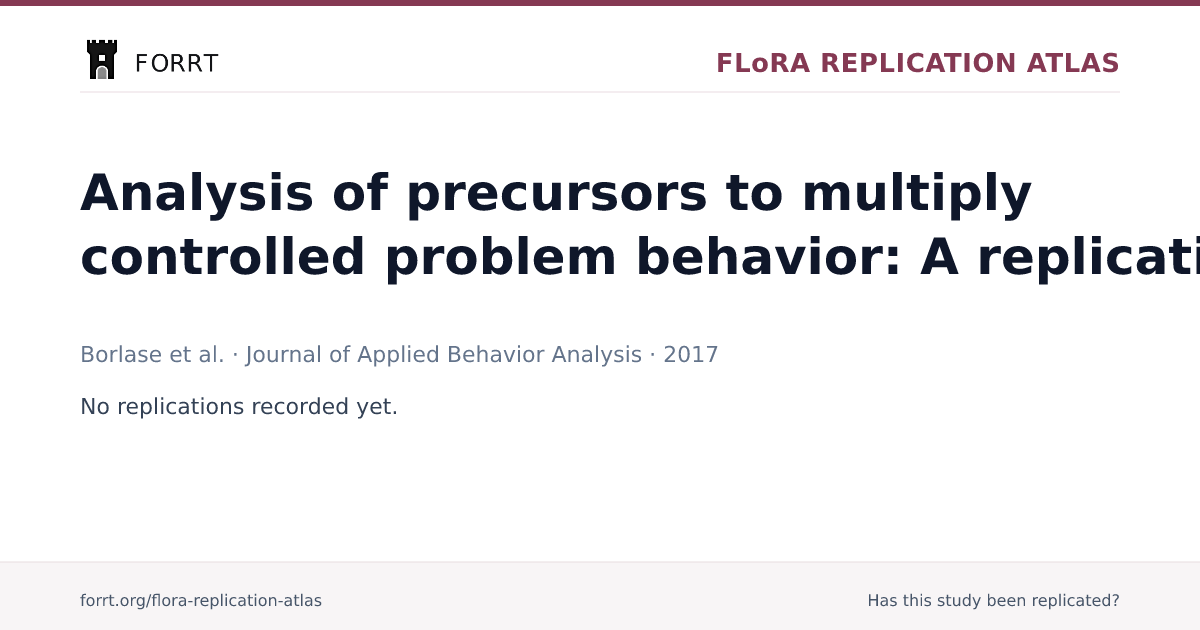 FORRT
FLoRA REPLICATION ATLAS
Analysis of precursors to multiply
controlled problem behavior: A replicati
Borlase et al. · Journal of Applied Behavior Analysis · 2017
No replications recorded yet.
forrt.org/flora-replication-atlas
Has this study been replicated?